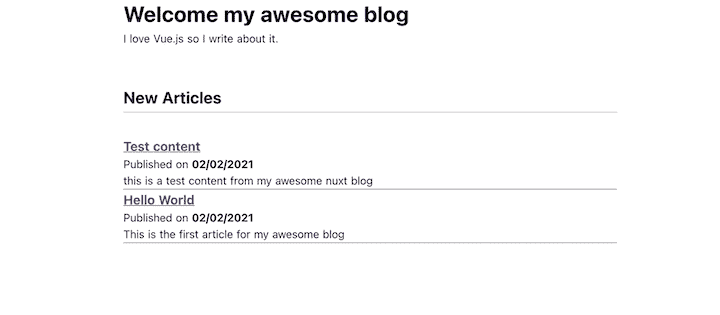 Welcome my awesome blog
I love Vue.js so I write about it.
New Articles
Test content
Published on 02/02/2021
this is a test content from my awesome nuxt blog
Hello World
Published on 02/02/2021
This is the first article for my awesome blog